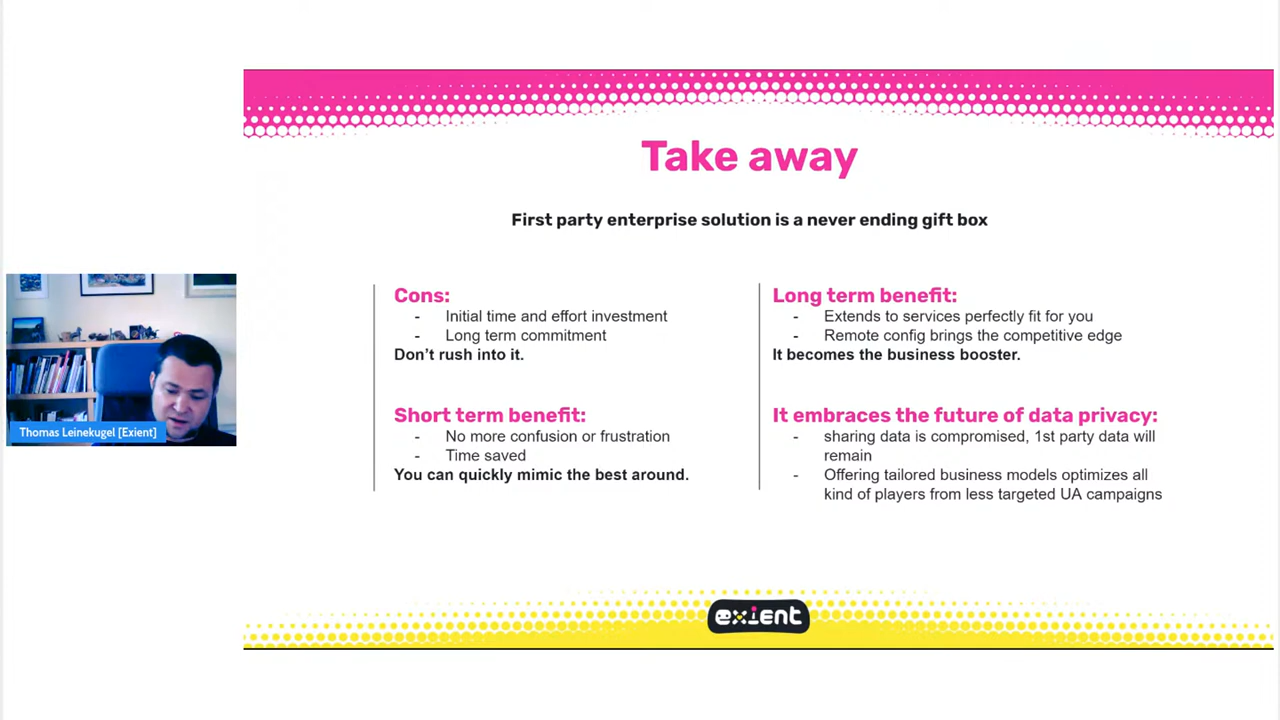 Take away
First party enterprise solution is a never ending gift box
Cons:
- Initial time and effort investment
- Long term commitment
Don't rush into it.
Short term benefit:
- No more confusion or frustration
- Time saved
You can quickly mimic the best around.
Long term benefit:
- Extends to services perfectly fit for you
- Remote config brings the competitive edge
It becomes the business booster.
It embraces the future of data privacy:
- sharing data is compromised, 1st party data will
remain
- Offering tailored business models optimizes all
kind of players from less targeted UA campaigns
Thomas Leinekugel [Exient]
exient